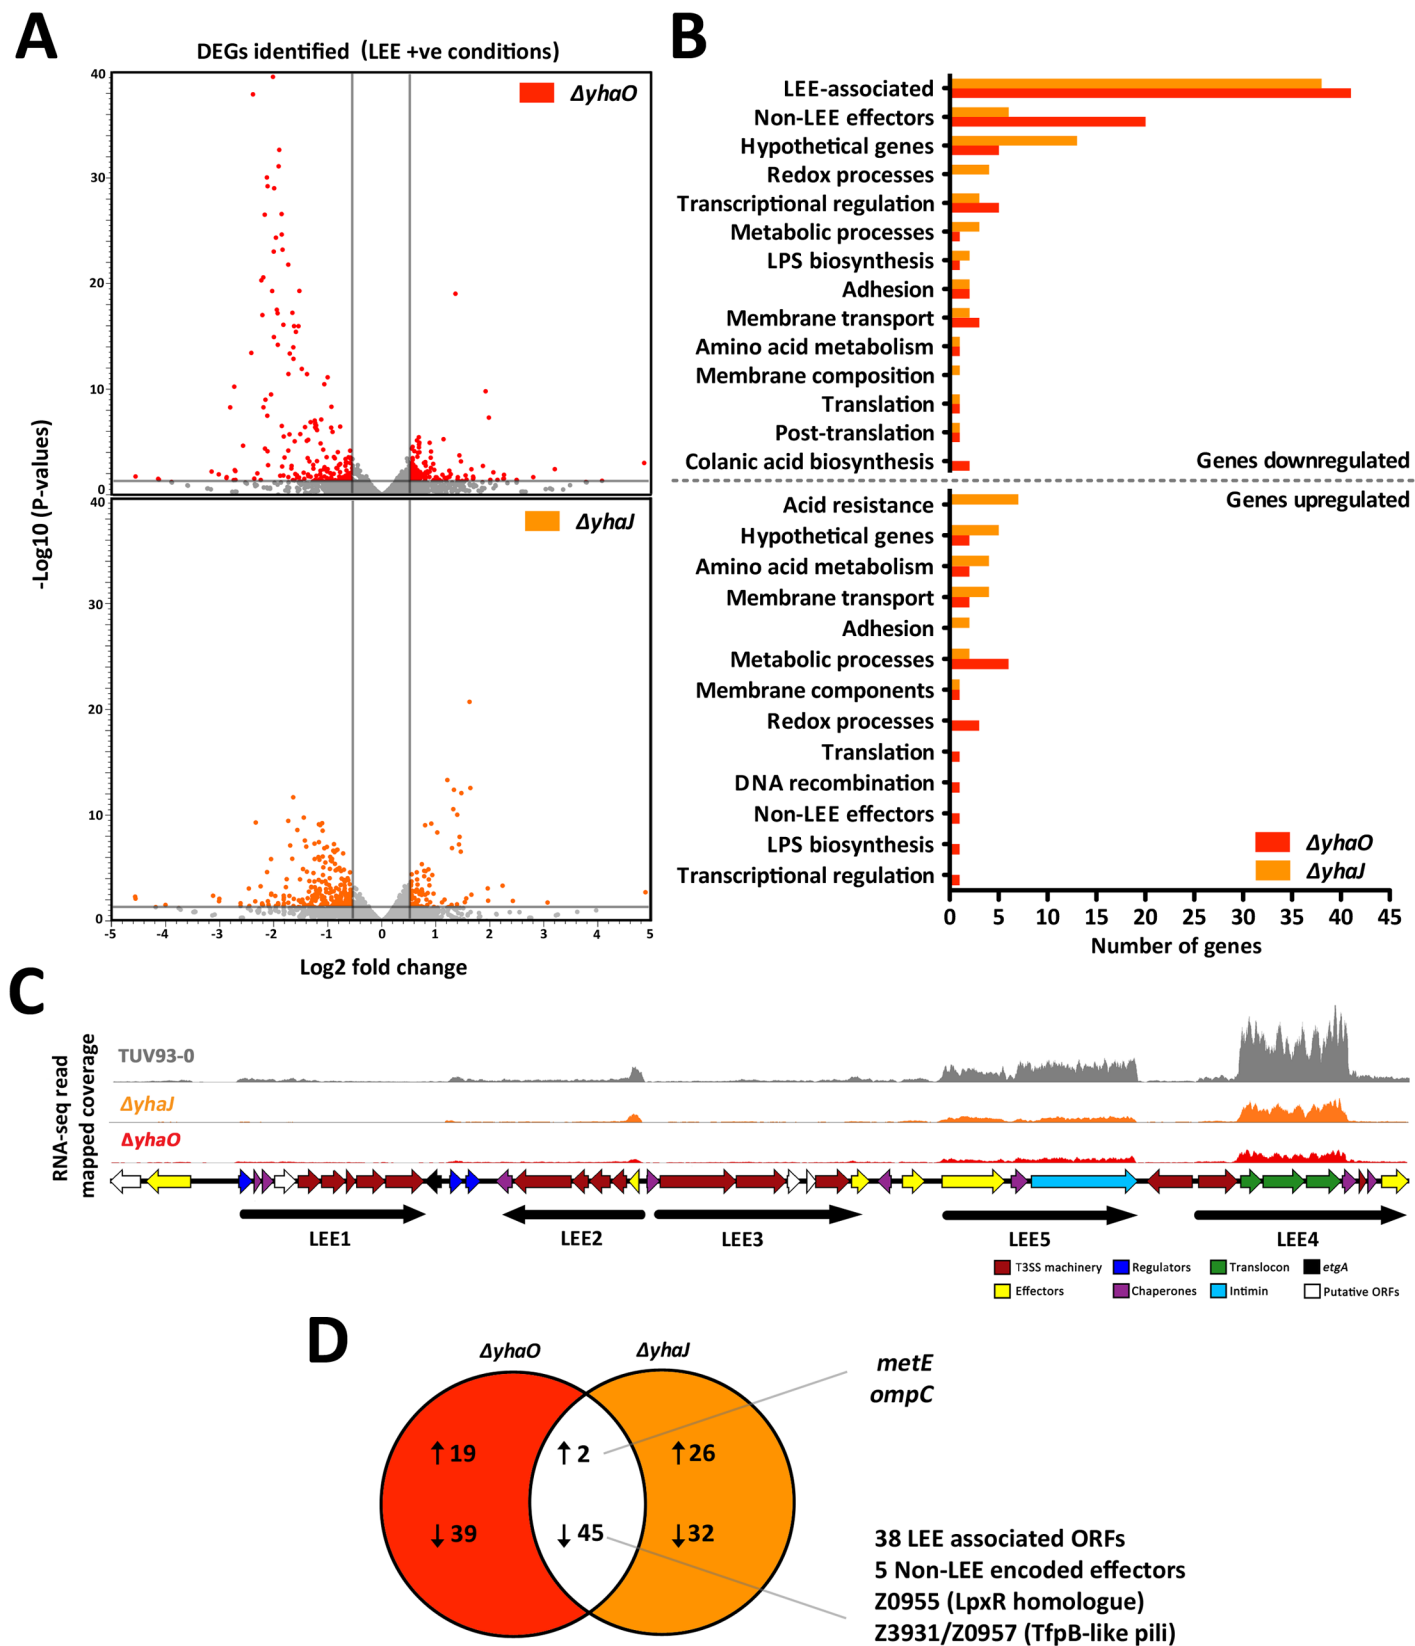 A
DEGs identified (LEE +ve conditions)
ΔyhaO
40
30
20
10
0
ΔyhaJ
40
30
20
10
0
-Log10 (P-values)
-5 -4 -3 -2 -1 0 1 2 3 4 5
Log2 fold change
B
LEE-associated
Non-LEE effectors
Hypothetical genes
Redox processes
Transcriptional regulation
Metabolic processes
LPS biosynthesis
Adhesion
Membrane transport
Amino acid metabolism
Membrane composition
Translation
Post-translation
Colanic acid biosynthesis
Genes downregulated
Genes upregulated
Acid resistance
Hypothetical genes
Amino acid metabolism
Membrane transport
Adhesion
Metabolic processes
Membrane components
Redox processes
Translation
DNA recombination
Non-LEE effectors
LPS biosynthesis
Transcriptional regulation
ΔyhaO
ΔyhaJ
0 5 10 15 20 25 30 35 40 45
Number of genes
C
RNA-seq read
mapped coverage
TUV93-0
ΔyhaJ
ΔyhaO
LEE1 LEE2 LEE3 LEE5 LEE4
T3SS machinery Regulators Translocon etgA
Effectors Chaperones Intimin Putative ORFs
D
ΔyhaO ΔyhaJ
metE
ompC
↑19 ↑2 ↑26
↓39 ↓45 ↓32
38 LEE associated ORFs
5 Non-LEE encoded effectors
Z0955 (LpxR homologue)
Z3931/Z0957 (TfpB-like pili)